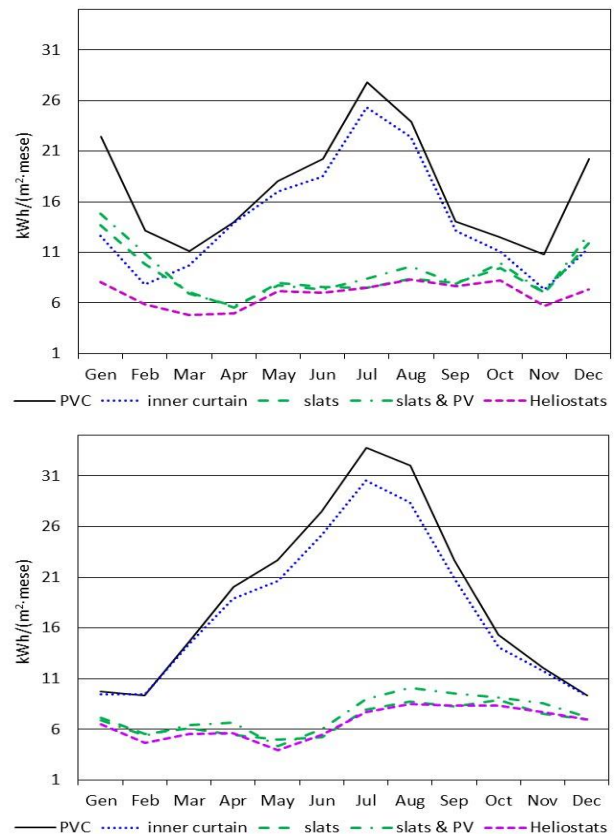 kWh/(m²·mese)
31
26
21
16
11
6
1
Gen Feb Mar Apr May Jun Jul Aug Sep Oct Nov Dec
PVC inner curtain slats slats & PV Heliostats
kWh/(m²·mese)
31
26
21
16
11
6
1
Gen Feb Mar Apr May Jun Jul Aug Sep Oct Nov Dec
PVC inner curtain slats slats & PV Heliostats